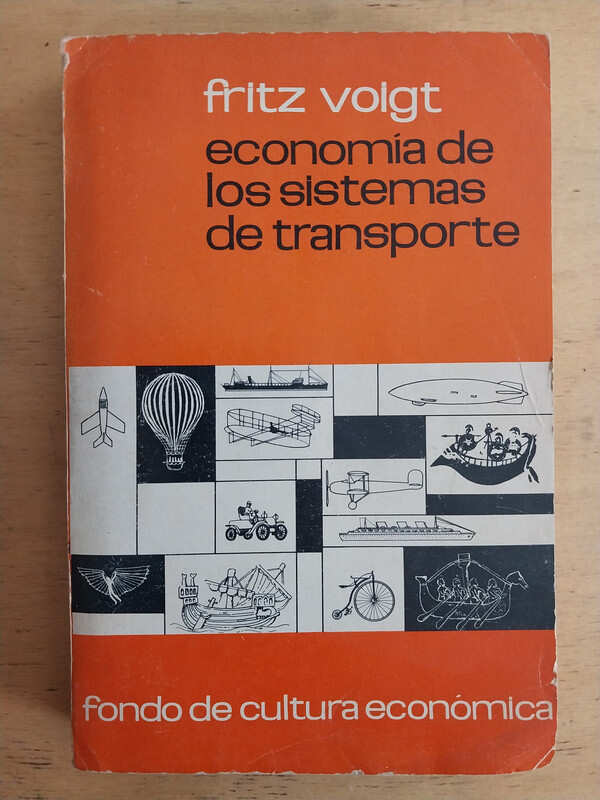 fritz voigt
economía de
los sistemas
de transporte
fondo de cultura económica